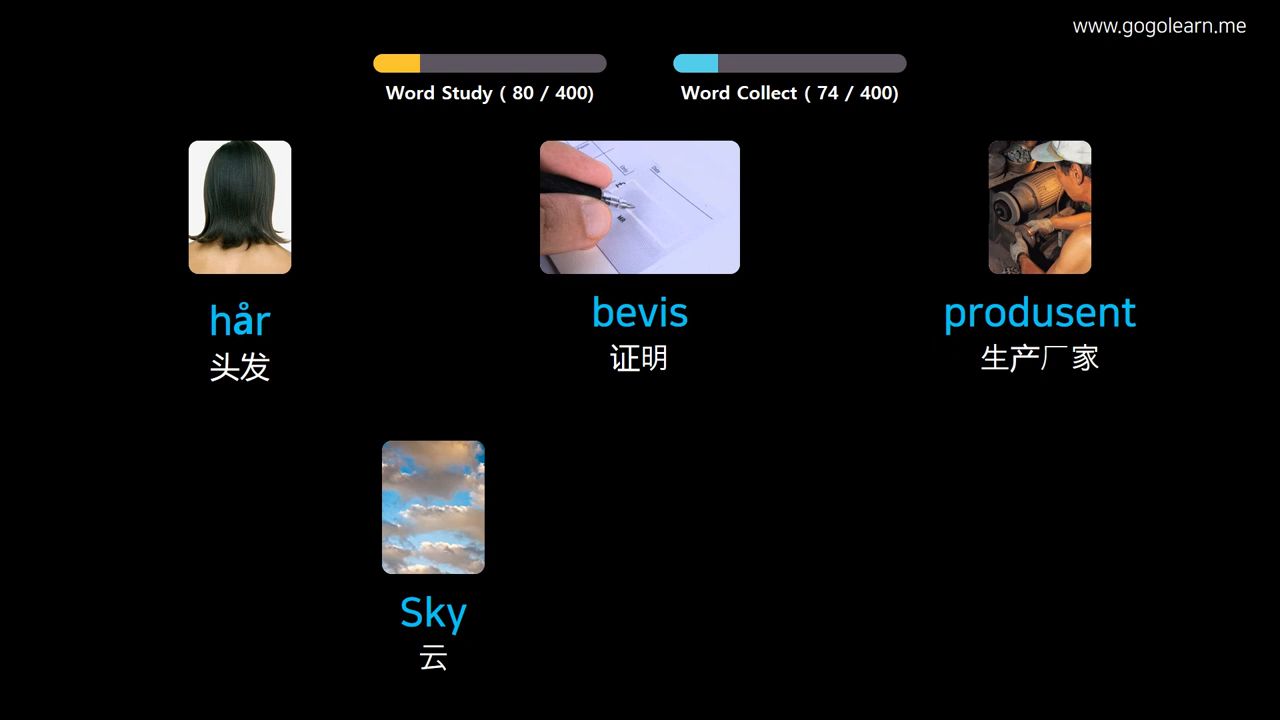 www.gogolearn.me
Word Study ( 80 / 400)
Word Collect ( 74 / 400)
hår
头发
bevis
证明
produsent
生产厂家
Sky
云